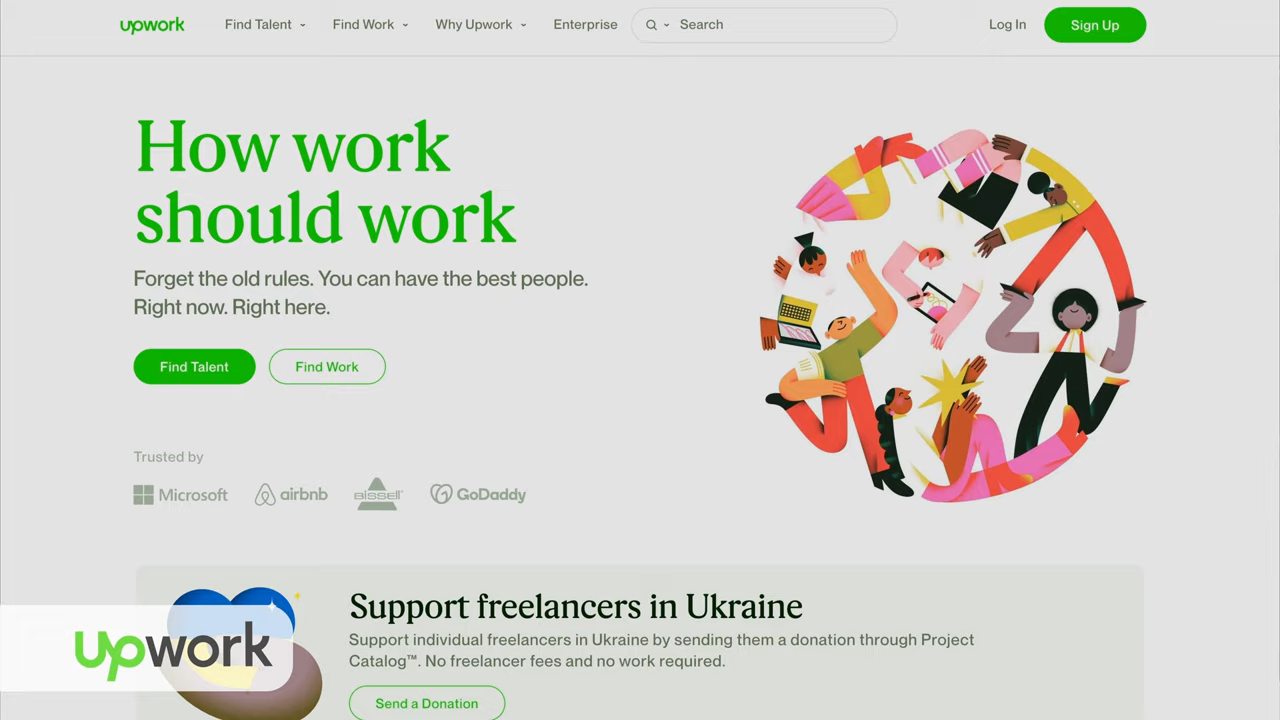 upwork
Find Talent
Find Work
Why Upwork
Enterprise
Search
Log In
Sign Up
How work
should work
Forget the old rules. You can have the best people.
Right now. Right here.
Find Talent
Find Work
Trusted by
Microsoft
airbnb
BISSELL
GoDaddy
Support freelancers in Ukraine
Support individual freelancers in Ukraine by sending them a donation through Project
Catalog™. No freelancer fees and no work required.
Send a Donation
upwork